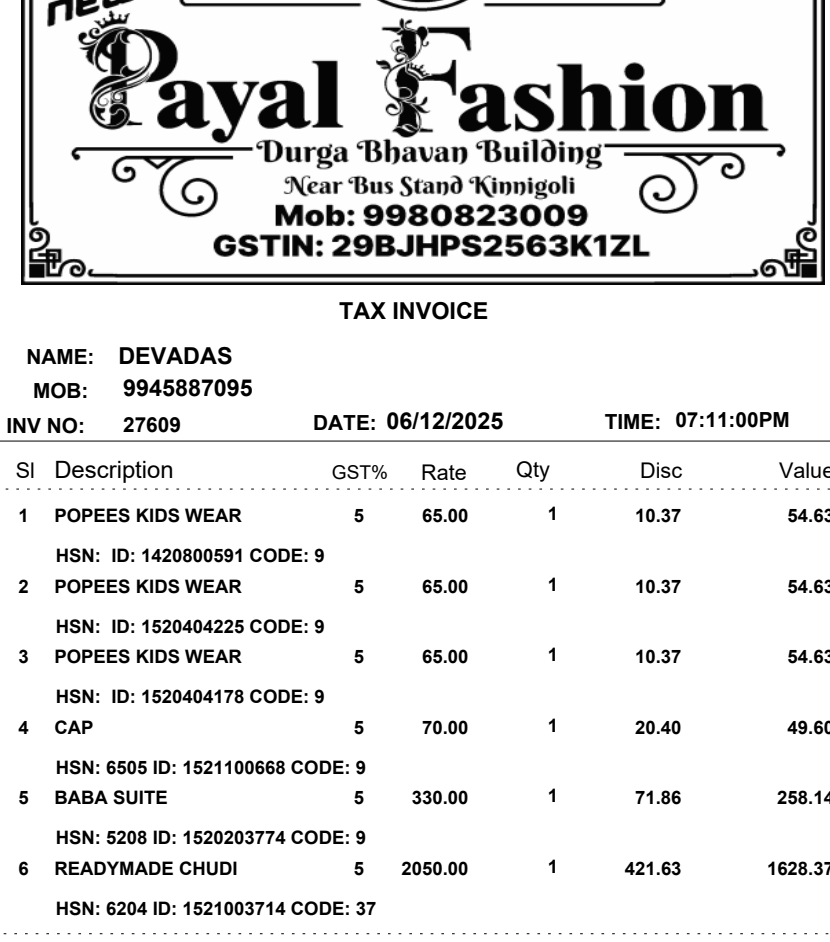 new
Payal Fashion
Durga Bhavan Building
Near Bus Stand Kinnigoli
Mob: 9980823009
GSTIN: 29BJHPS2563K1ZL
TAX INVOICE
NAME: DEVADAS
MOB: 9945887095
INV NO: 27609 DATE: 06/12/2025 TIME: 07:11:00PM
Sl Description GST% Rate Qty Disc Value
1 POPEES KIDS WEAR 5 65.00 1 10.37 54.63
HSN: ID: 1420800591 CODE: 9
2 POPEES KIDS WEAR 5 65.00 1 10.37 54.63
HSN: ID: 1520404225 CODE: 9
3 POPEES KIDS WEAR 5 65.00 1 10.37 54.63
HSN: ID: 1520404178 CODE: 9
4 CAP 5 70.00 1 20.40 49.60
HSN: 6505 ID: 1521100668 CODE: 9
5 BABA SUITE 5 330.00 1 71.86 258.14
HSN: 5208 ID: 1520203774 CODE: 9
6 READYMADE CHUDI 5 2050.00 1 421.63 1628.37
HSN: 6204 ID: 1521003714 CODE: 37